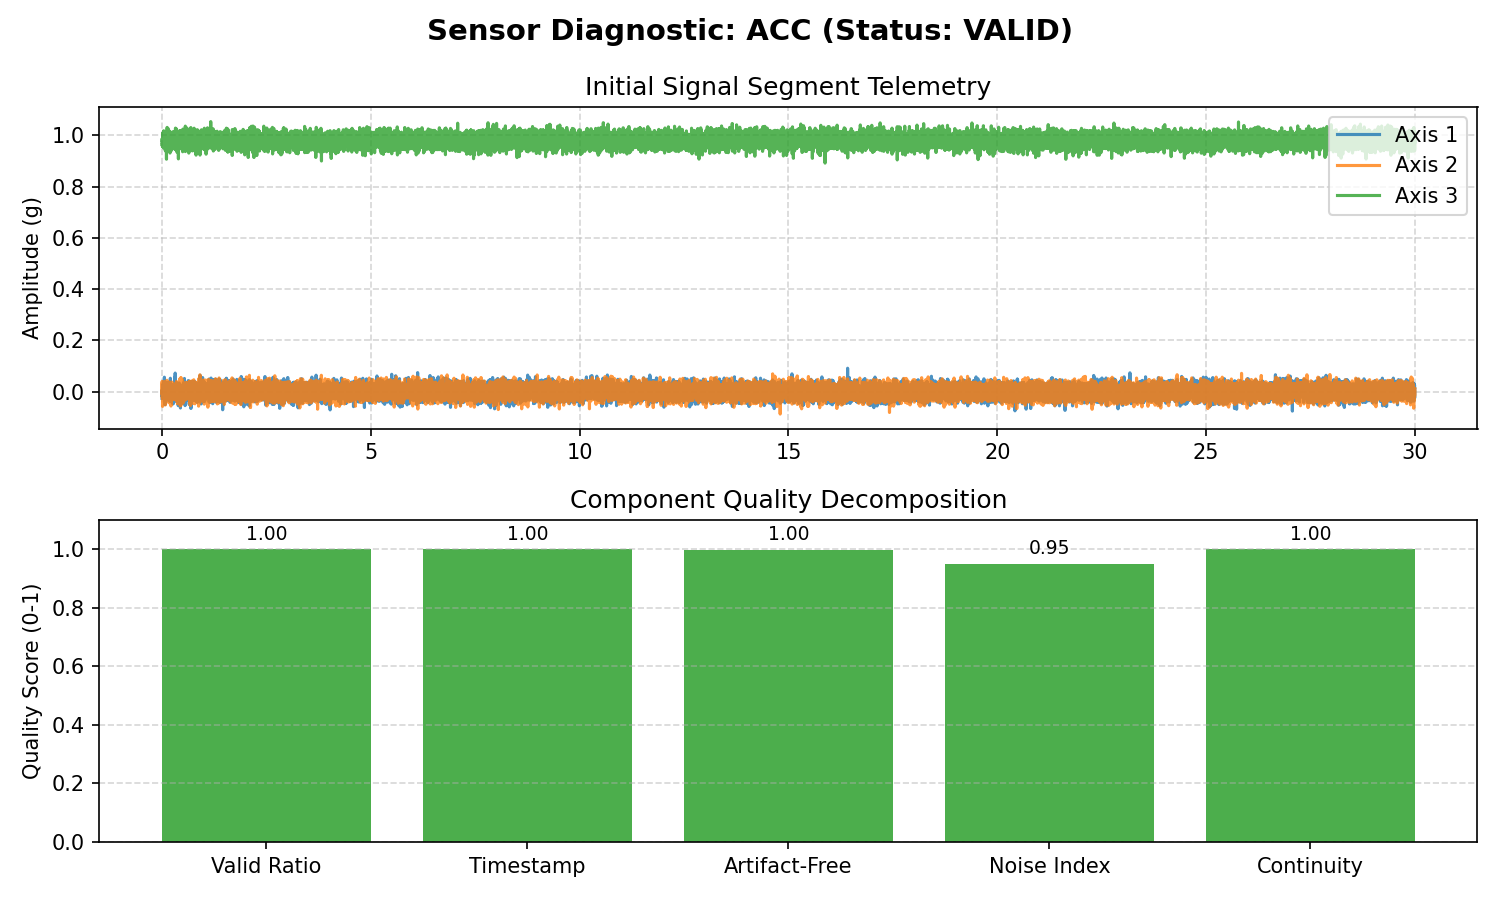 Sensor Diagnostic: ACC (Status: VALID)
Initial Signal Segment Telemetry
Amplitude (g)
1.0
0.8
0.6
0.4
0.2
0.0
Axis 1
Axis 2
Axis 3
0 5 10 15 20 25 30
Component Quality Decomposition
Quality Score (0-1)
1.0
0.8
0.6
0.4
0.2
0.0
1.00 1.00 1.00 0.95 1.00
Valid Ratio Timestamp Artifact-Free Noise Index Continuity